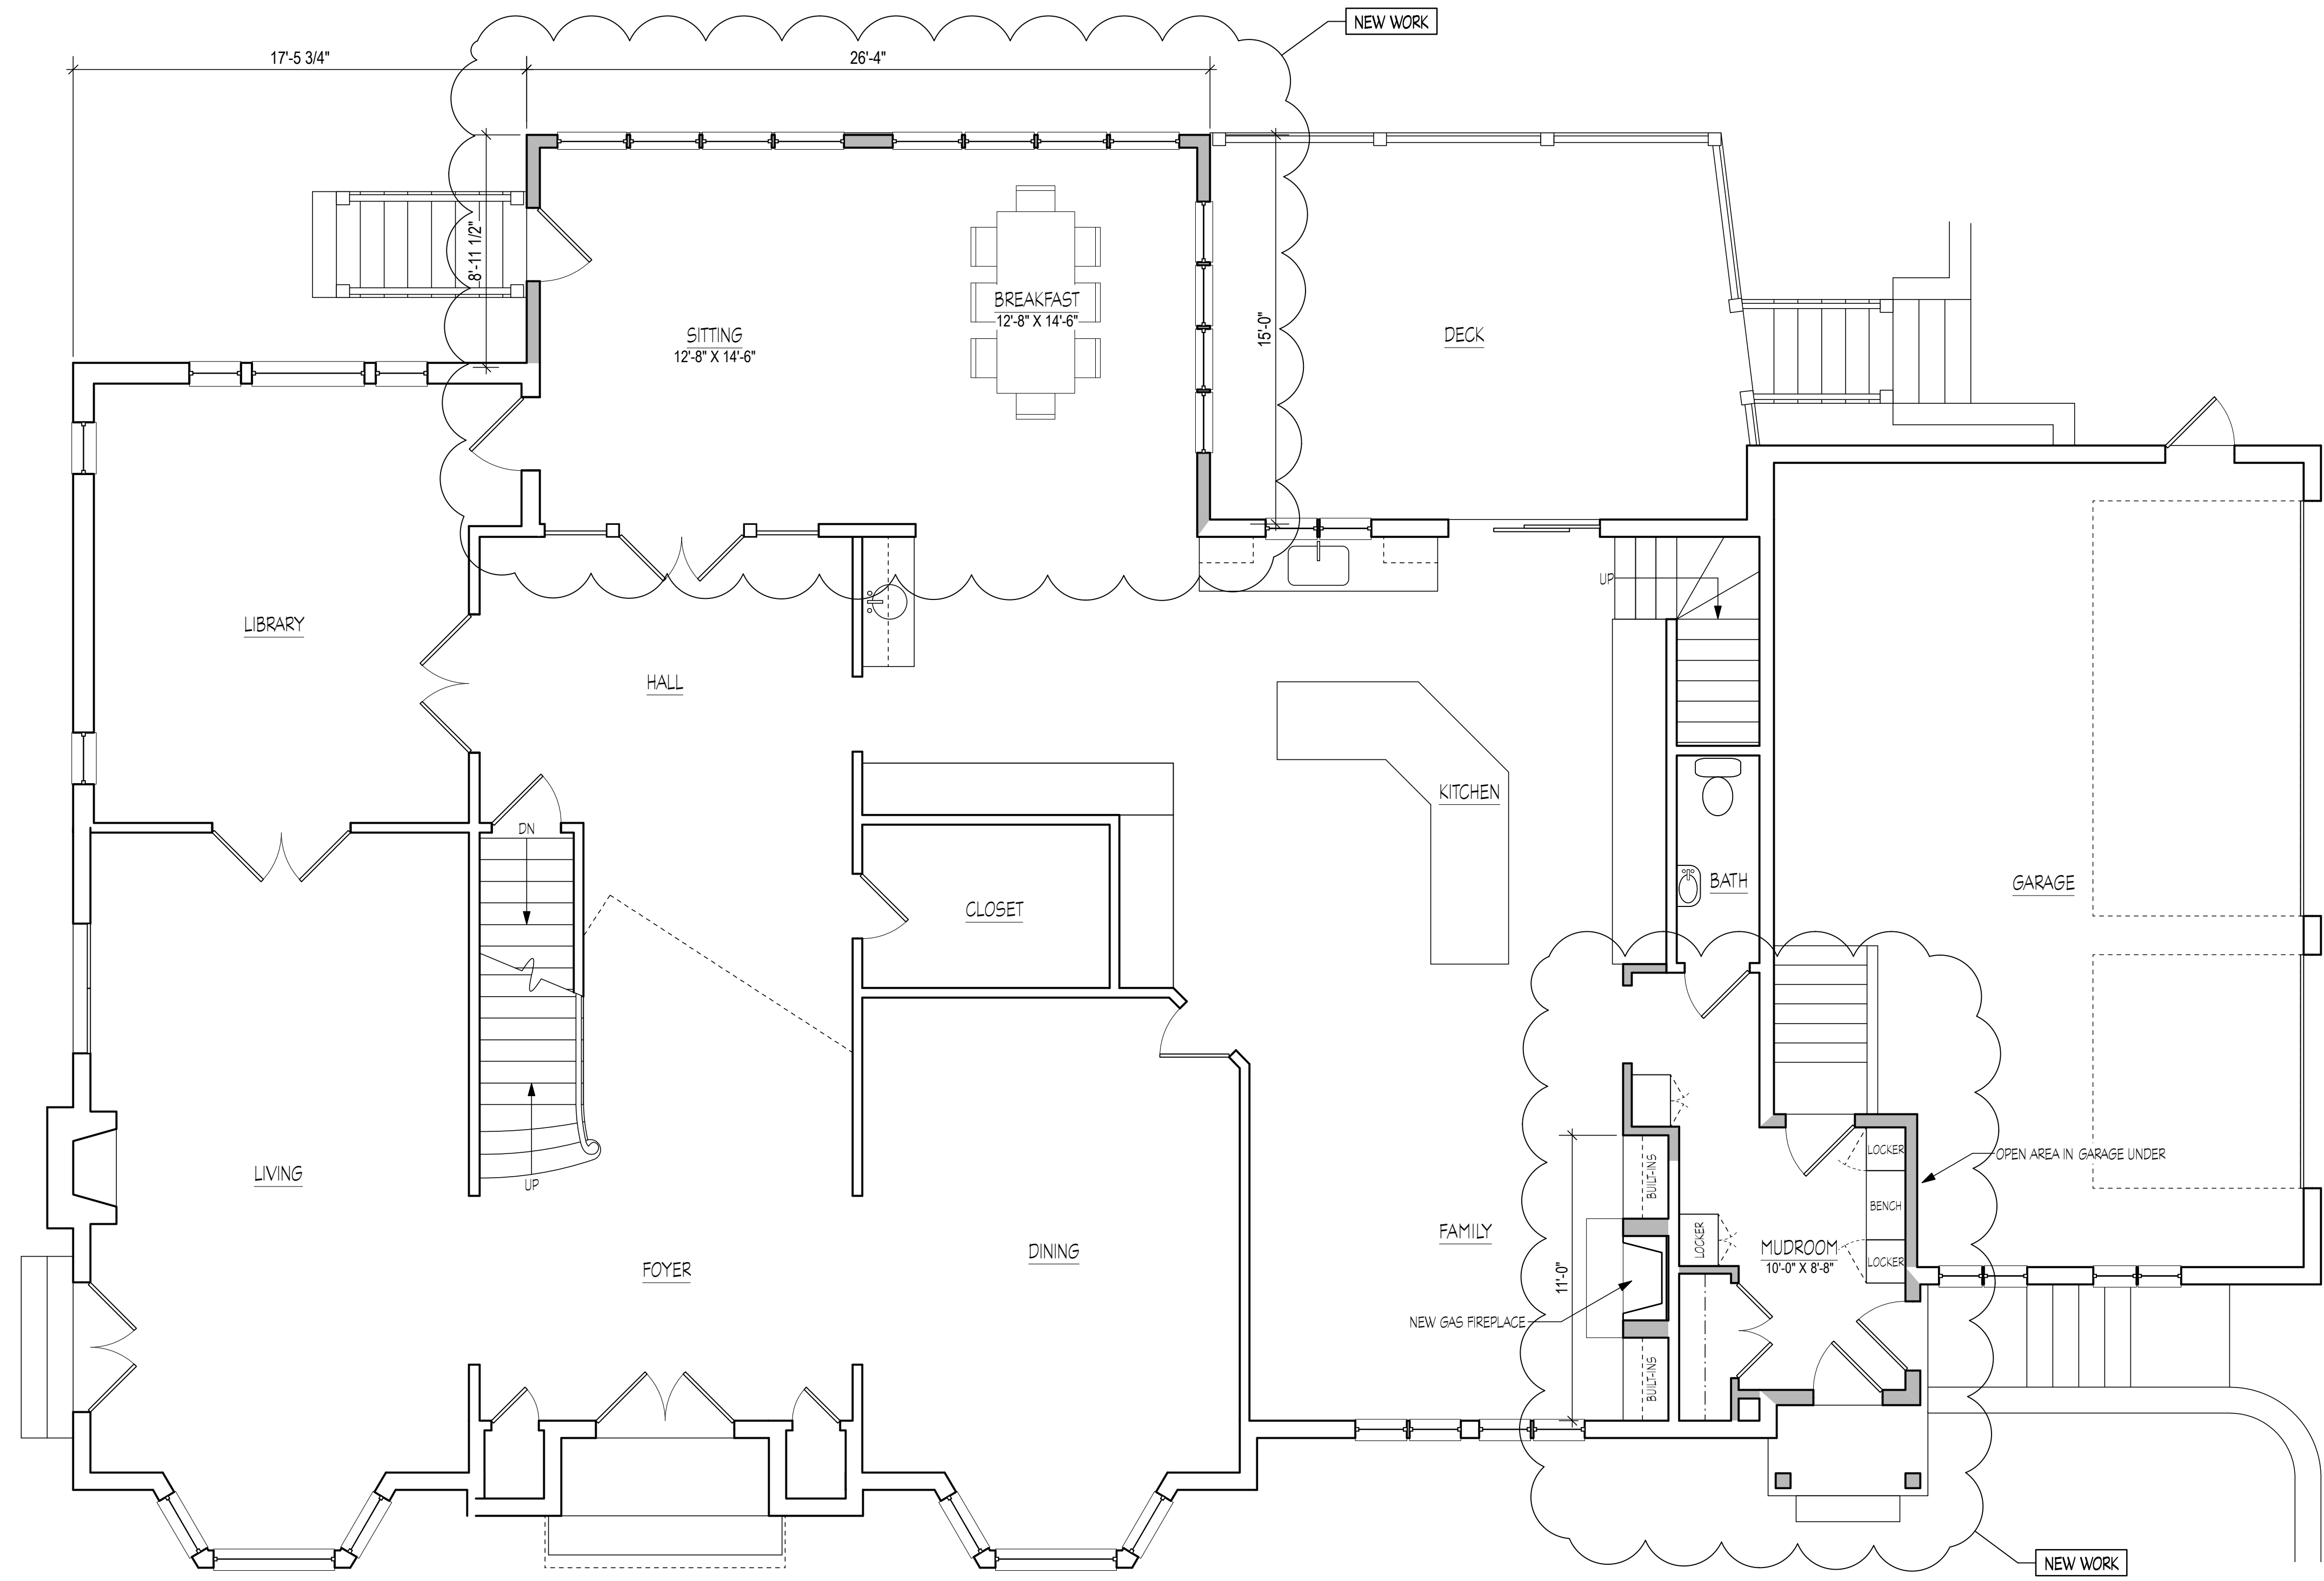 NEW WORK
17'-5 3/4"
26'-4"
8'-11 1/2"
BREAKFAST
12'-8" X 14'-6"
SITTING
12'-8" X 14'-6"
15'-0"
DECK
UP
LIBRARY
HALL
KITCHEN
DN
BATH
GARAGE
CLOSET
LOCKER
OPEN AREA IN GARAGE UNDER
BUILT-INS
LIVING
UP
BENCH
FAMILY
LOCKER
MUDROOM
10'-0" X 8'-8"
LOCKER
DINING
FOYER
11'-0"
NEW GAS FIREPLACE
BUILT-INS
NEW WORK